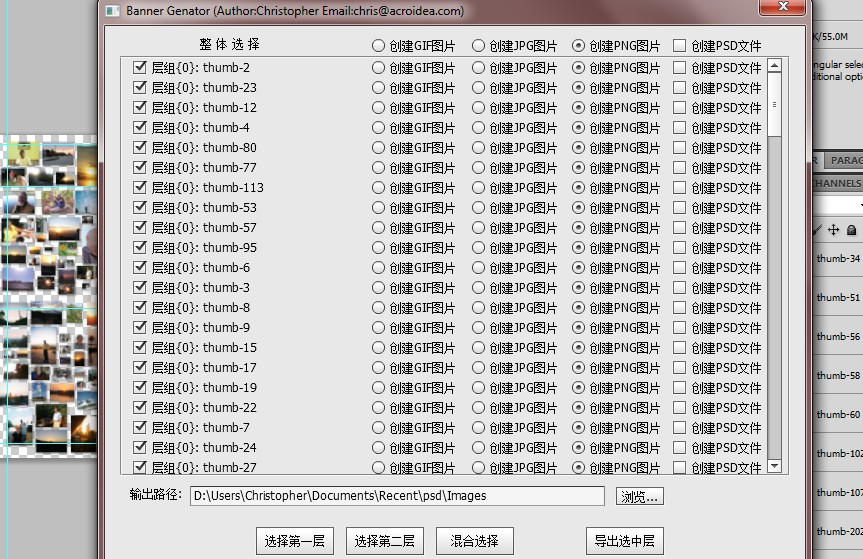 Banner Genator (Author:Christopher Email:chris@acroidea.com)
整 体 选 择 创建GIF图片 创建JPG图片 创建PNG图片 创建PSD文件
层组{0}: thumb-2 创建GIF图片 创建JPG图片 创建PNG图片 创建PSD文件
层组{0}: thumb-23 创建GIF图片 创建JPG图片 创建PNG图片 创建PSD文件
层组{0}: thumb-12 创建GIF图片 创建JPG图片 创建PNG图片 创建PSD文件
层组{0}: thumb-4 创建GIF图片 创建JPG图片 创建PNG图片 创建PSD文件
层组{0}: thumb-80 创建GIF图片 创建JPG图片 创建PNG图片 创建PSD文件
层组{0}: thumb-77 创建GIF图片 创建JPG图片 创建PNG图片 创建PSD文件
层组{0}: thumb-113 创建GIF图片 创建JPG图片 创建PNG图片 创建PSD文件
层组{0}: thumb-53 创建GIF图片 创建JPG图片 创建PNG图片 创建PSD文件
层组{0}: thumb-57 创建GIF图片 创建JPG图片 创建PNG图片 创建PSD文件
层组{0}: thumb-95 创建GIF图片 创建JPG图片 创建PNG图片 创建PSD文件
层组{0}: thumb-6 创建GIF图片 创建JPG图片 创建PNG图片 创建PSD文件
层组{0}: thumb-3 创建GIF图片 创建JPG图片 创建PNG图片 创建PSD文件
层组{0}: thumb-8 创建GIF图片 创建JPG图片 创建PNG图片 创建PSD文件
层组{0}: thumb-9 创建GIF图片 创建JPG图片 创建PNG图片 创建PSD文件
层组{0}: thumb-15 创建GIF图片 创建JPG图片 创建PNG图片 创建PSD文件
层组{0}: thumb-17 创建GIF图片 创建JPG图片 创建PNG图片 创建PSD文件
层组{0}: thumb-19 创建GIF图片 创建JPG图片 创建PNG图片 创建PSD文件
层组{0}: thumb-22 创建GIF图片 创建JPG图片 创建PNG图片 创建PSD文件
层组{0}: thumb-7 创建GIF图片 创建JPG图片 创建PNG图片 创建PSD文件
层组{0}: thumb-24 创建GIF图片 创建JPG图片 创建PNG图片 创建PSD文件
层组{0}: thumb-27 创建GIF图片 创建JPG图片 创建PNG图片 创建PSD文件
输出路径: D:\Users\Christopher\Documents\Recent\psd\Images 浏览...
选择第一层 选择第二层 混合选择 导出选中层
K/55.0M
ngular selec
ditional optic
R PARAG
CHANNELS
thumb-34
thumb-51
thumb-56
thumb-58
thumb-60
thumb-102
thumb-107
thumb-202